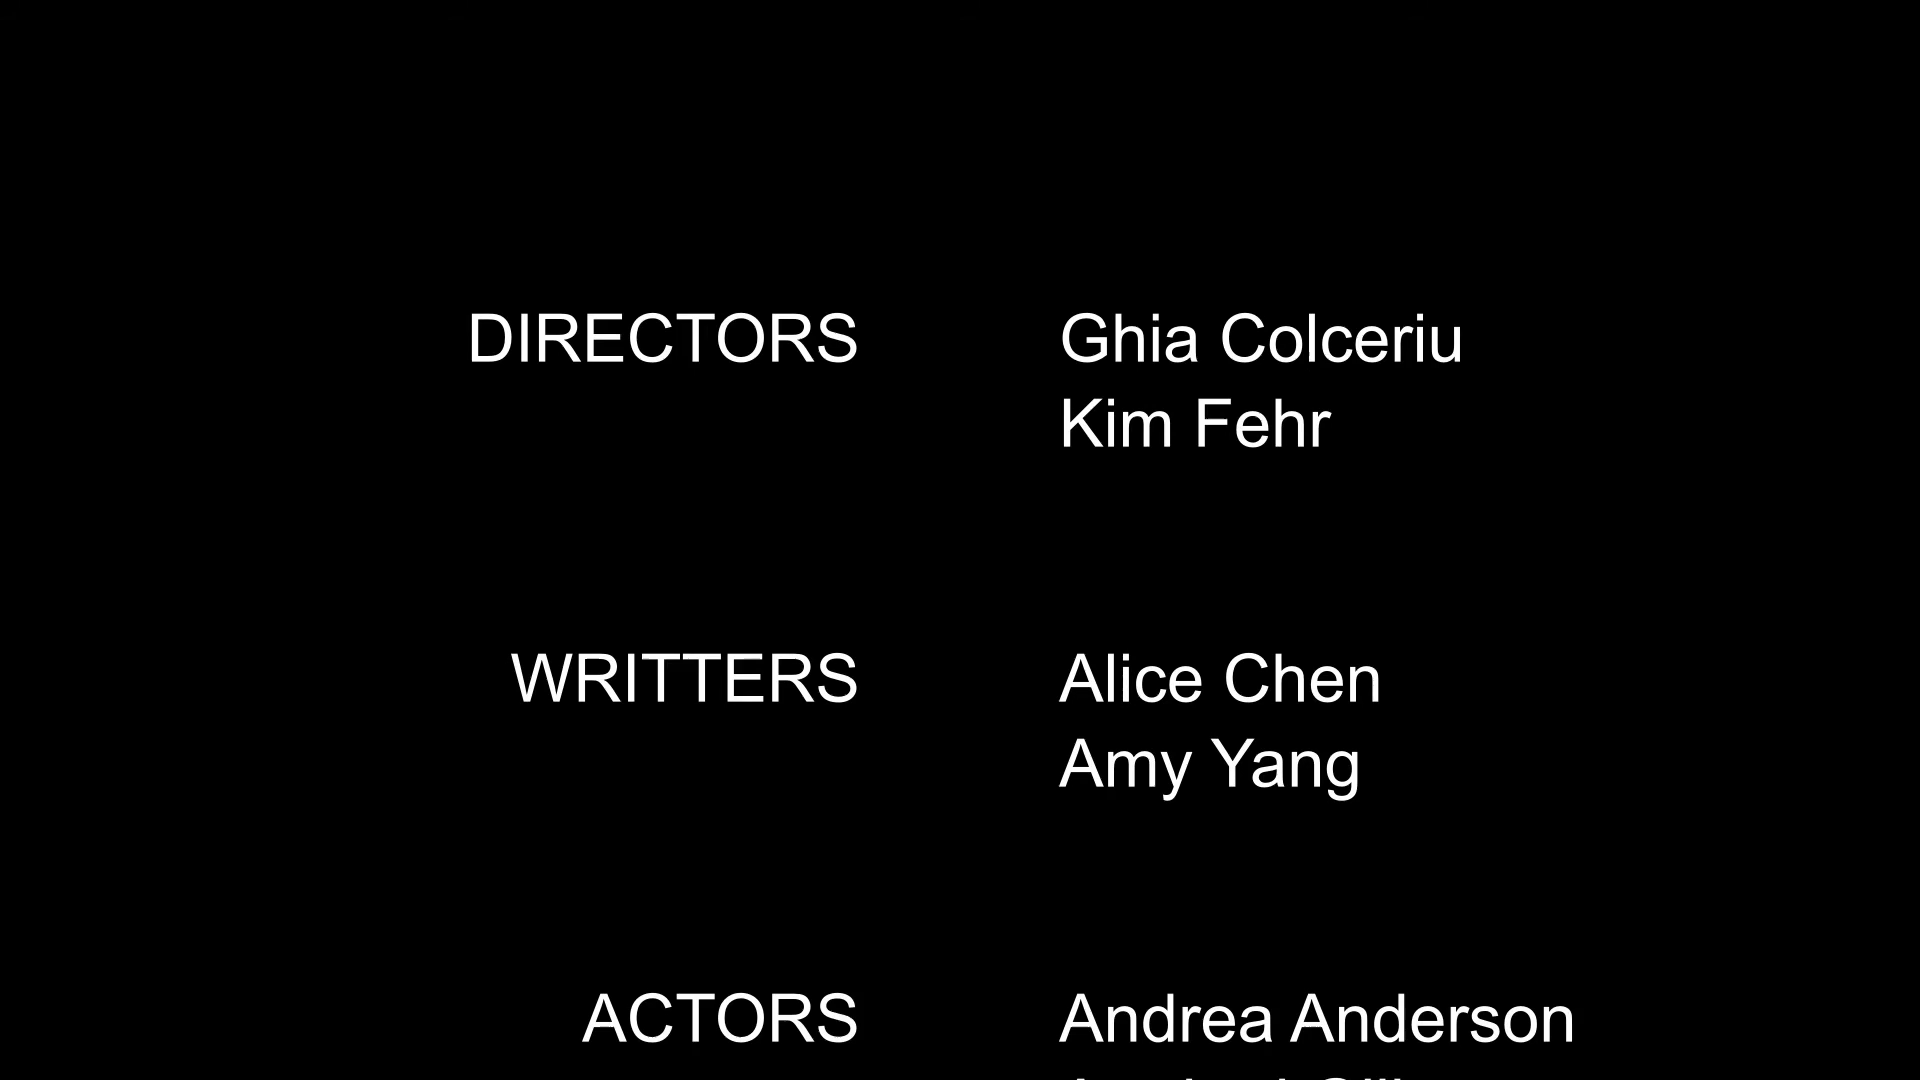 DIRECTORS Ghia Colceriu
Kim Fehr
WRITTERS Alice Chen
Amy Yang
ACTORS Andrea Anderson